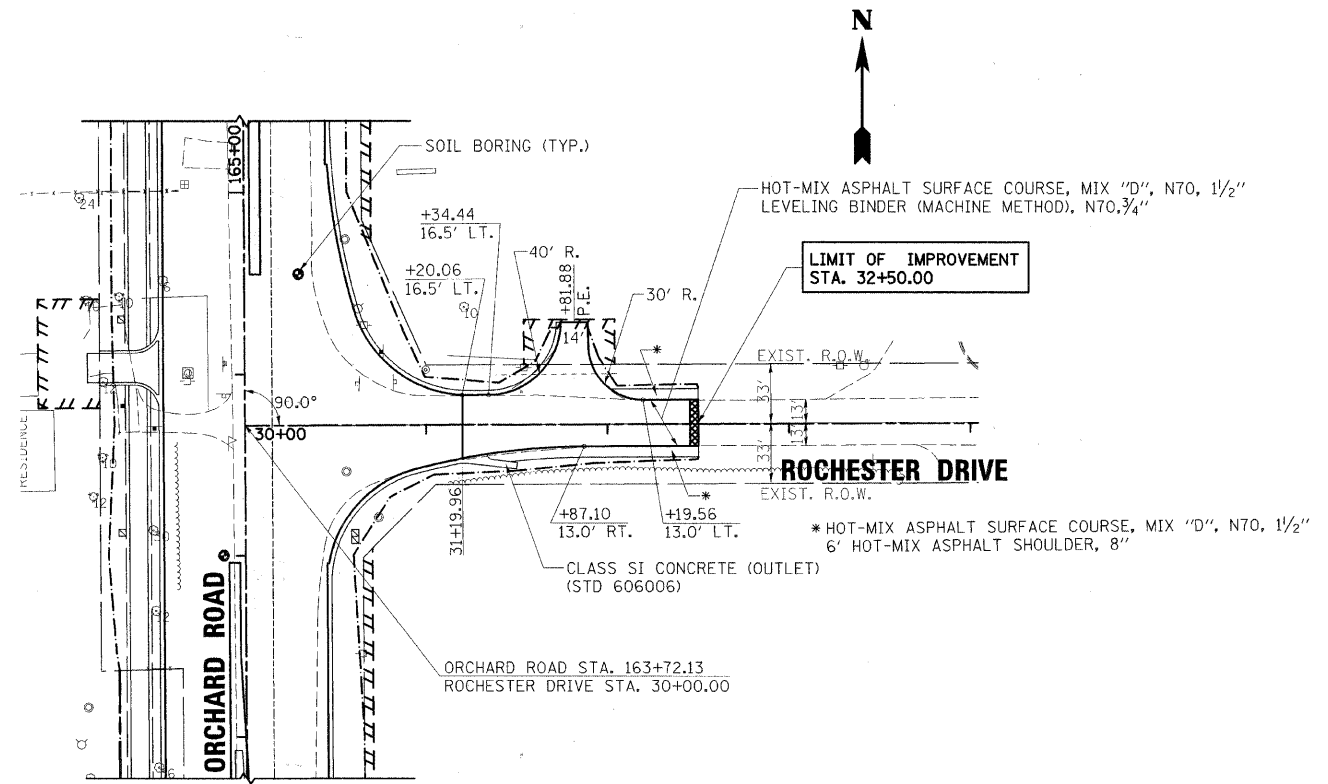 N
165+00
SOIL BORING (TYP.)
HOT-MIX ASPHALT SURFACE COURSE, MIX "D", N70, 1½"
LEVELING BINDER (MACHINE METHOD), N70,¾"
24
+34.44
16.5' LT.
40' R.
+81.88
P.E.
LIMIT OF IMPROVEMENT
STA. 32+50.00
+20.06
16.5' LT.
30' R.
10
14'
*
EXIST. R.O.W.
33'
13'
90.0°
30+00
13'
33'
RESIDENCE
ROCHESTER DRIVE
EXIST. R.O.W.
12
31+19.96
+87.10
13.0' RT.
+19.56
13.0' LT.
*
* HOT-MIX ASPHALT SURFACE COURSE, MIX "D", N70, 1½"
6' HOT-MIX ASPHALT SHOULDER, 8"
CLASS SI CONCRETE (OUTLET)
(STD 606006)
ORCHARD ROAD
ORCHARD ROAD STA. 163+72.13
ROCHESTER DRIVE STA. 30+00.00